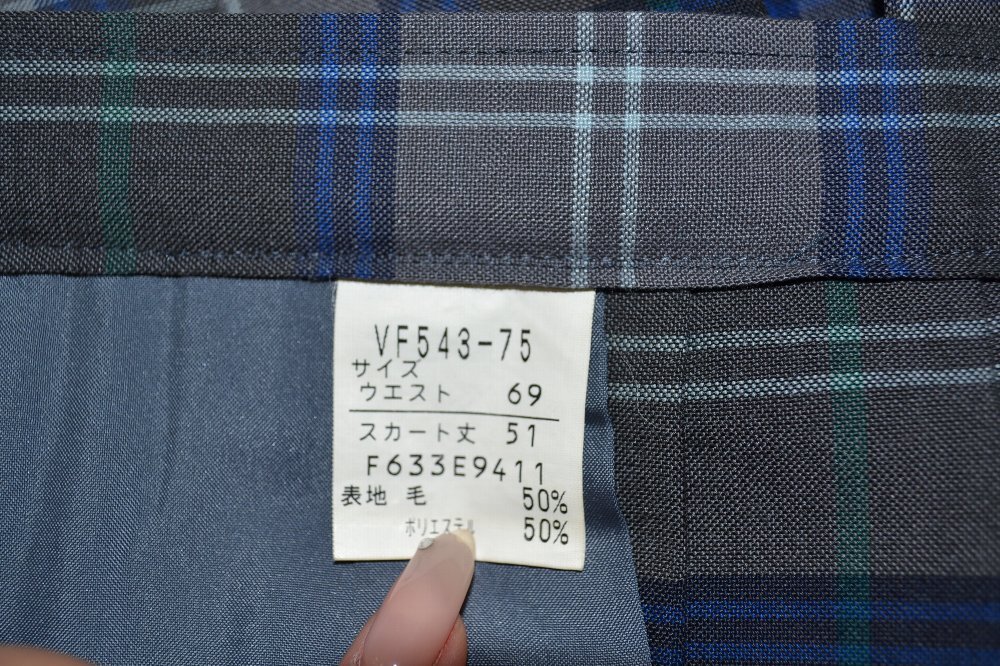 VF543-75
サイズ
ウエスト 69
スカート丈 51
F633E9411
表地 毛 50%
ポリエステル 50%